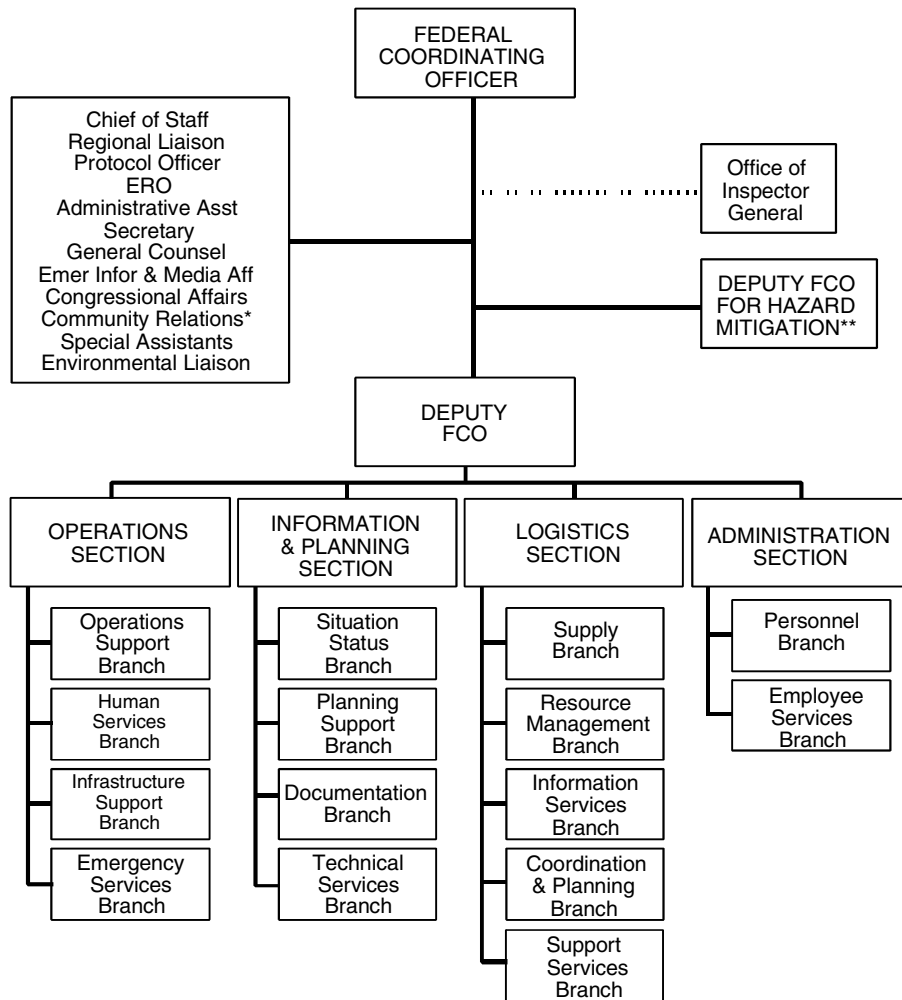 FEDERAL
COORDINATING
OFFICER
Chief of Staff
Regional Liaison
Protocol Officer
ERO
Administrative Asst
Secretary
General Counsel
Emer Infor & Media Aff
Congressional Affairs
Community Relations*
Special Assistants
Environmental Liaison
Office of
Inspector
General
DEPUTY FCO
FOR HAZARD
MITIGATION**
DEPUTY
FCO
OPERATIONS
SECTION
Operations
Support
Branch
Human
Services
Branch
Infrastructure
Support
Branch
Emergency
Services
Branch
INFORMATION
& PLANNING
SECTION
Situation
Status
Branch
Planning
Support
Branch
Documentation
Branch
Technical
Services
Branch
LOGISTICS
SECTION
Supply
Branch
Resource
Management
Branch
Information
Services
Branch
Coordination
& Planning
Branch
Support
Services
Branch
ADMINISTRATION
SECTION
Personnel
Branch
Employee
Services
Branch